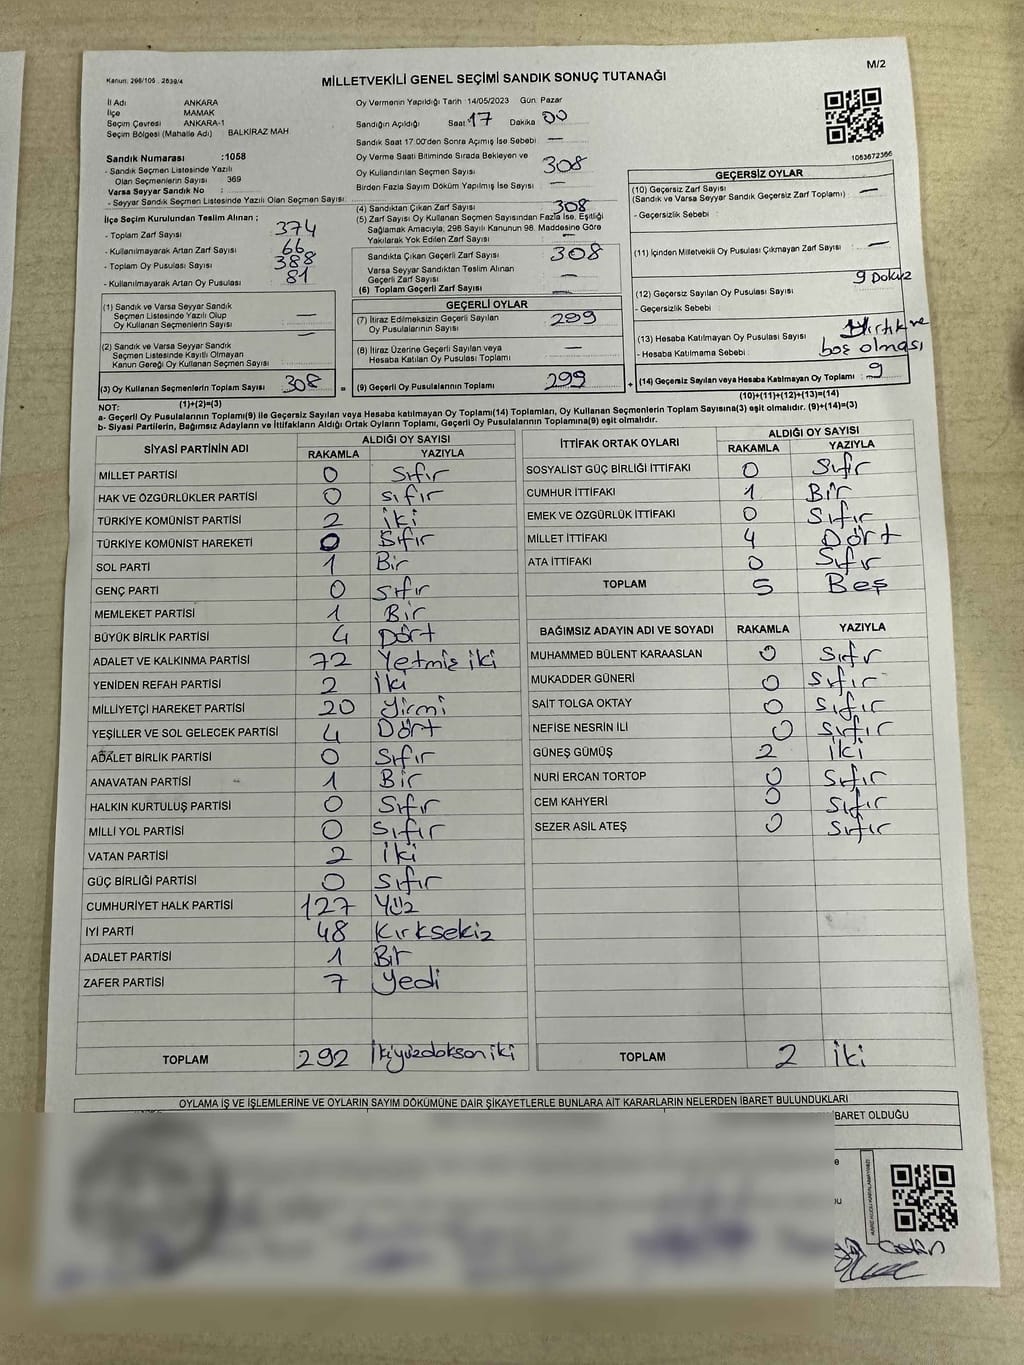 Kanun: 298/105 . 2839/4
MİLLETVEKİLİ GENEL SEÇİMİ SANDIK SONUÇ TUTANAĞI
M/2
İl Adı ANKARA
İlçe MAMAK
Seçim Çevresi ANKARA-1
Seçim Bölgesi (Mahalle Adı) BALKİRAZ MAH
Sandık Numarası :1058
- Sandık Seçmen Listesinde Yazılı
Olan Seçmenlerin Sayısı 369
Varsa Seyyar Sandık No :
- Seyyar Sandık Seçmen Listesinde Yazılı Olan Seçmen Sayısı:
İlçe Seçim Kurulundan Teslim Alınan ;
- Toplam Zarf Sayısı 374
- Kullanılmayarak Artan Zarf Sayısı 66
- Toplam Oy Pusulası Sayısı 388
- Kullanılmayarak Artan Oy Pusulası 81
(1) Sandık ve Varsa Seyyar Sandık
Seçmen Listesinde Yazılı Olup
Oy Kullanan Seçmenlerin Sayısı —
(2) Sandık ve Varsa Seyyar Sandık
Seçmen Listesinde Kayıtlı Olmayan
Kanun Gereği Oy Kullanan Seçmen Sayısı —
(3) Oy Kullanan Seçmenlerin Toplam Sayısı 308 =
(1)+(2)=(3)
Oy Vermenin Yapıldığı Tarih 14/05/2023 Gün: Pazar
Sandığın Açıldığı Saat 17 Dakika 00
Sandık Saat 17:00'den Sonra Açımış İse Sebebi —
Oy Verme Saati Bitiminde Sırada Bekleyen ve
Oy Kullandırılan Seçmen Sayısı 308
Birden Fazla Sayım Döküm Yapılmış İse Sayısı —
(4) Sandıktan Çıkan Zarf Sayısı 308
(5) Zarf Sayısı Oy Kullanan Seçmen Sayısından Fazla İse, Eşitliği
Sağlamak Amacıyla, 298 Sayılı Kanunun 98. Maddesine Göre
Yakılarak Yok Edilen Zarf Sayısı —
Sandıkta Çıkan Geçerli Zarf Sayısı 308
Varsa Seyyar Sandıktan Teslim Alınan
Geçerli Zarf Sayısı —
(6) Toplam Geçerli Zarf Sayısı —
GEÇERLİ OYLAR
(7) İtiraz Edilmeksizin Geçerli Sayılan
Oy Pusulalarının Sayısı 299
(8) İtiraz Üzerine Geçerli Sayılan veya
Hesaba Katılan Oy Pusulası Toplamı —
(9) Geçerli Oy Pusulalarının Toplamı 299 +
1063672366
GEÇERSİZ OYLAR
(10) Geçersiz Zarf Sayısı
(Sandık ve Varsa Seyyar Sandık Geçersiz Zarf Toplamı) —
- Geçersizlik Sebebi
(11) İçinden Milletvekili Oy Pusulası Çıkmayan Zarf Sayısı —
9 Dokuz
(12) Geçersiz Sayılan Oy Pusulası Sayısı
- Geçersizlik Sebebi
(13) Hesaba Katılmayan Oy Pusulası Sayısı Yırtık ve
- Hesaba Katılmama Sebebi boş olması
(14) Geçersiz Sayılan veya Hesaba Katılmayan Oy Toplamı 9
(10)+(11)+(12)+(13)=(14)
NOT:
a- Geçerli Oy Pusulalarının Toplamı(9) ile Geçersiz Sayılan veya Hesaba katılmayan Oy Toplamı(14) Toplamları, Oy Kullanan Seçmenlerin Toplam Sayısına(3) eşit olmalıdır. (9)+(14)=(3)
b- Siyasi Partilerin, Bağımsız Adayların ve İttifakların Aldığı Ortak Oyların Toplamı, Geçerli Oy Pusulalarının Toplamına(9) eşit olmalıdır.
SİYASİ PARTİNİN ADI
ALDIĞI OY SAYISI
RAKAMLA YAZIYLA
MİLLET PARTİSİ 0 Sıfır
HAK VE ÖZGÜRLÜKLER PARTİSİ 0 sıfır
TÜRKİYE KOMÜNİST PARTİSİ 2 iki
TÜRKİYE KOMÜNİST HAREKETİ 0 Sıfır
SOL PARTİ 1 Bir
GENÇ PARTİ 0 sıfır
MEMLEKET PARTİSİ 1 Bir
BÜYÜK BİRLİK PARTİSİ 4 Dört
ADALET VE KALKINMA PARTİSİ 72 Yetmiş iki
YENİDEN REFAH PARTİSİ 2 İki
MİLLİYETÇİ HAREKET PARTİSİ 20 Yirmi
YEŞİLLER VE SOL GELECEK PARTİSİ 4 Dört
ADALET BİRLİK PARTİSİ 0 Sıfır
ANAVATAN PARTİSİ 1 Bir
HALKIN KURTULUŞ PARTİSİ 0 Sıfır
MİLLİ YOL PARTİSİ 0 Sıfır
VATAN PARTİSİ 2 İki
GÜÇ BİRLİĞİ PARTİSİ 0 Sıfır
CUMHURİYET HALK PARTİSİ 127 Yüz
İYİ PARTİ 48 Kırksekiz
ADALET PARTİSİ 1 Bir
ZAFER PARTİSİ 7 Yedi
TOPLAM 292 İkiyüzdoksan iki
İTTİFAK ORTAK OYLARI
ALDIĞI OY SAYISI
RAKAMLA YAZIYLA
SOSYALİST GÜÇ BİRLİĞİ İTTİFAKI 0 Sıfır
CUMHUR İTTİFAKI 1 Bir
EMEK VE ÖZGÜRLÜK İTTİFAKI 0 Sıfır
MİLLET İTTİFAKI 4 Dört
ATA İTTİFAKI 0 Sıfır
TOPLAM 5 Beş
BAĞIMSIZ ADAYIN ADI VE SOYADI RAKAMLA YAZIYLA
MUHAMMED BÜLENT KARAASLAN 0 Sıfır
MUKADDER GÜNERİ 0 Sıfır
SAİT TOLGA OKTAY 0 Sıfır
NEFİSE NESRİN İLİ 0 Sıfır
GÜNEŞ GÜMÜŞ 2 iki
NURİ ERCAN TORTOP 0 Sıfır
CEM KAHYERİ 0 Sıfır
SEZER ASİL ATEŞ 0 Sıfır
TOPLAM 2 İki
OYLAMA İŞ VE İŞLEMLERİNE VE OYLARIN SAYIM DÖKÜMÜNE DAİR ŞİKAYETLERLE BUNLARA AİT KARARLARIN NELERDEN İBARET BULUNDUKLARI
İBARET OLDUĞU